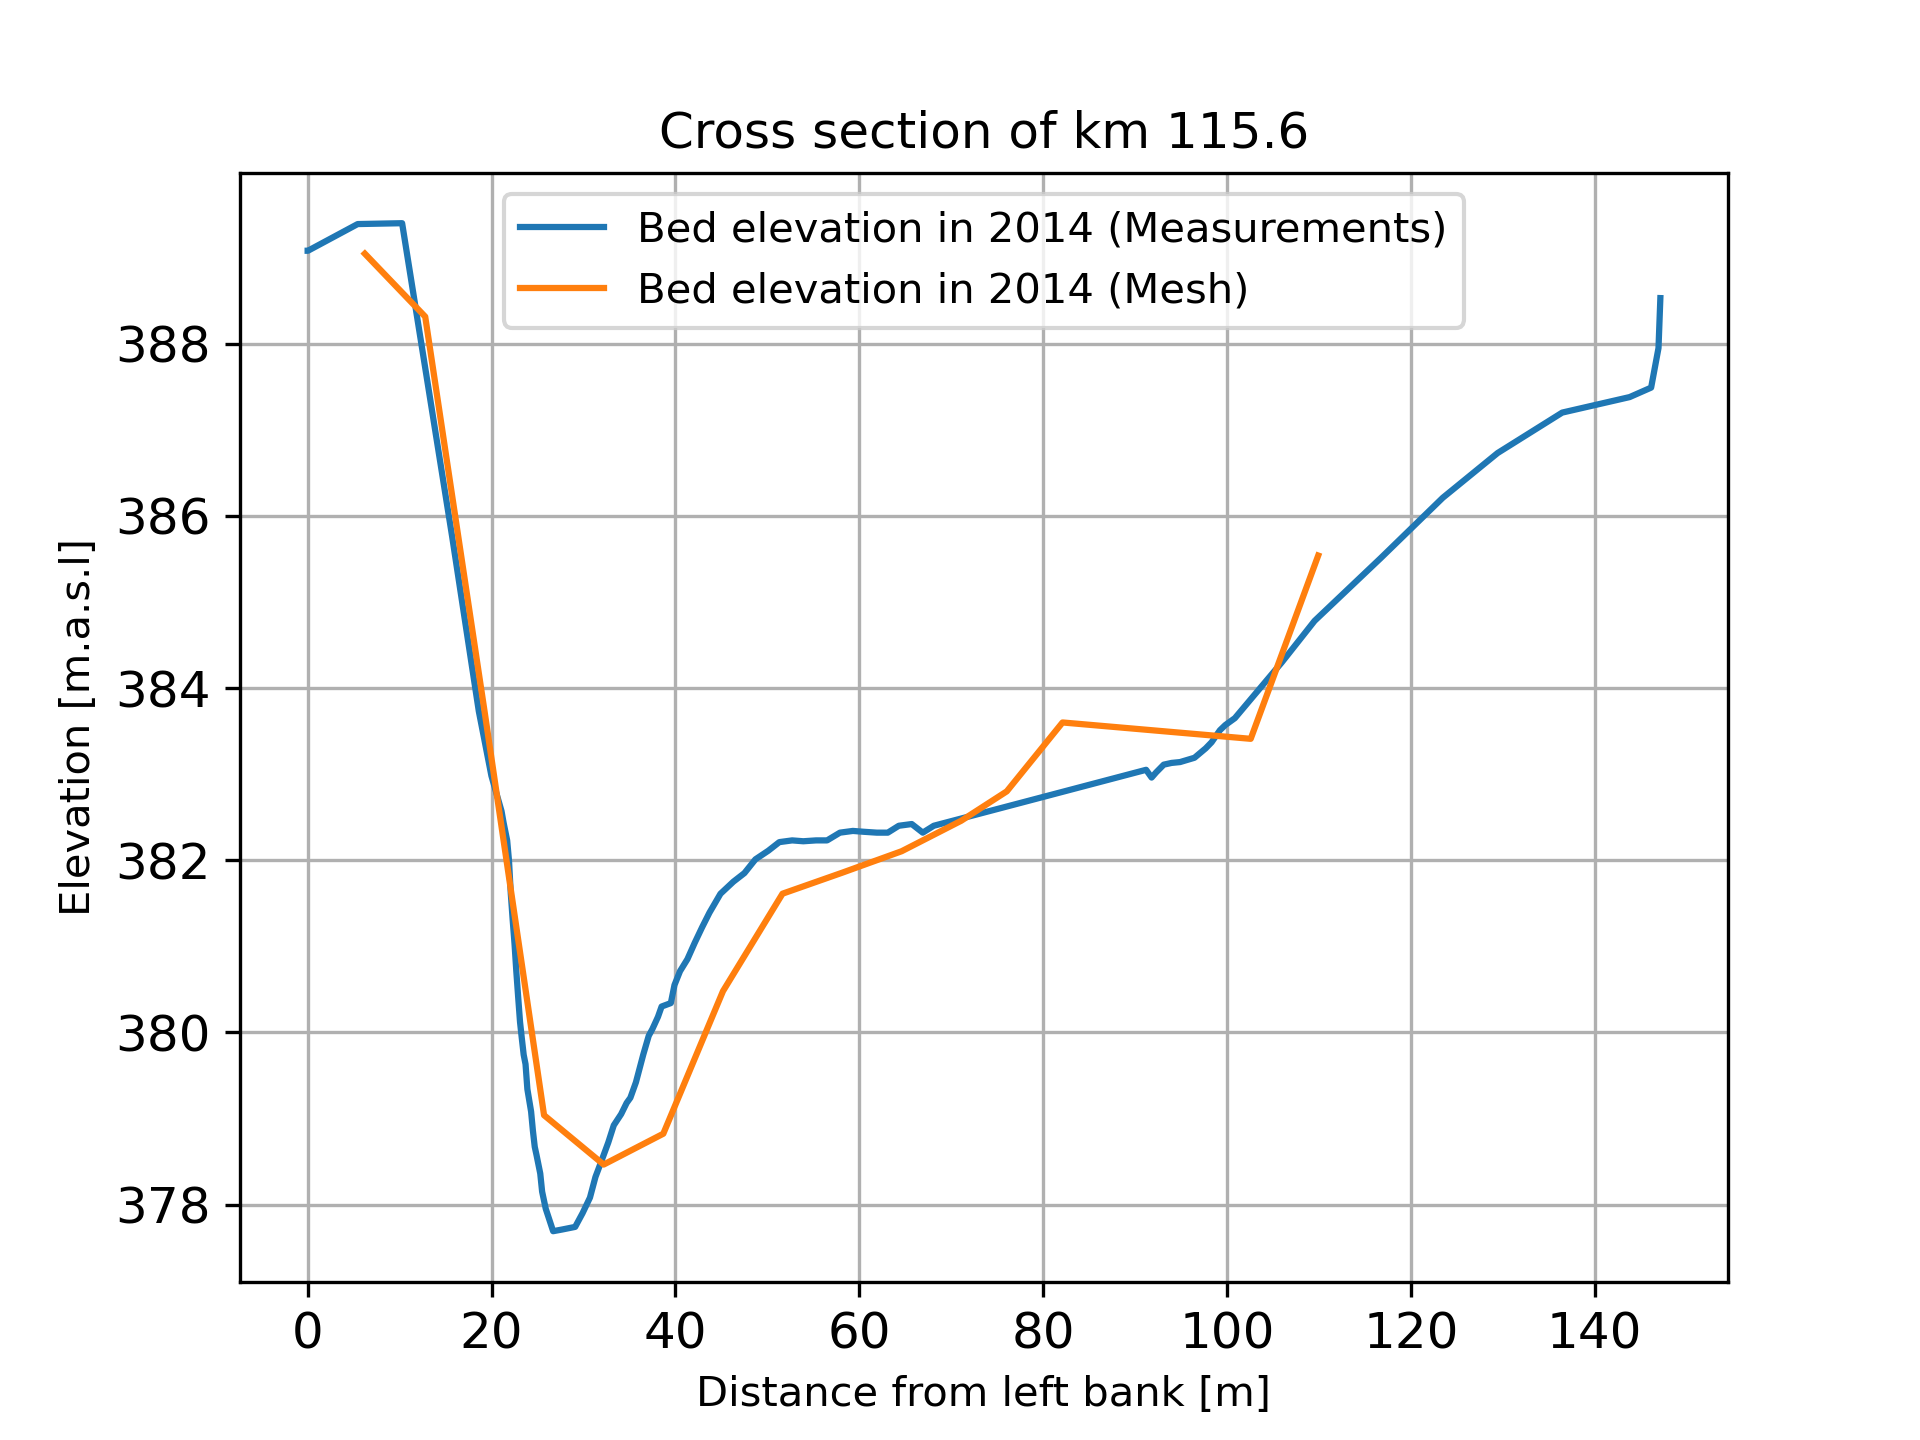 Cross section of km 115.6
Bed elevation in 2014 (Measurements)
Bed elevation in 2014 (Mesh)
Elevation [m.a.s.l]
388
386
384
382
380
378
0 20 40 60 80 100 120 140
Distance from left bank [m]